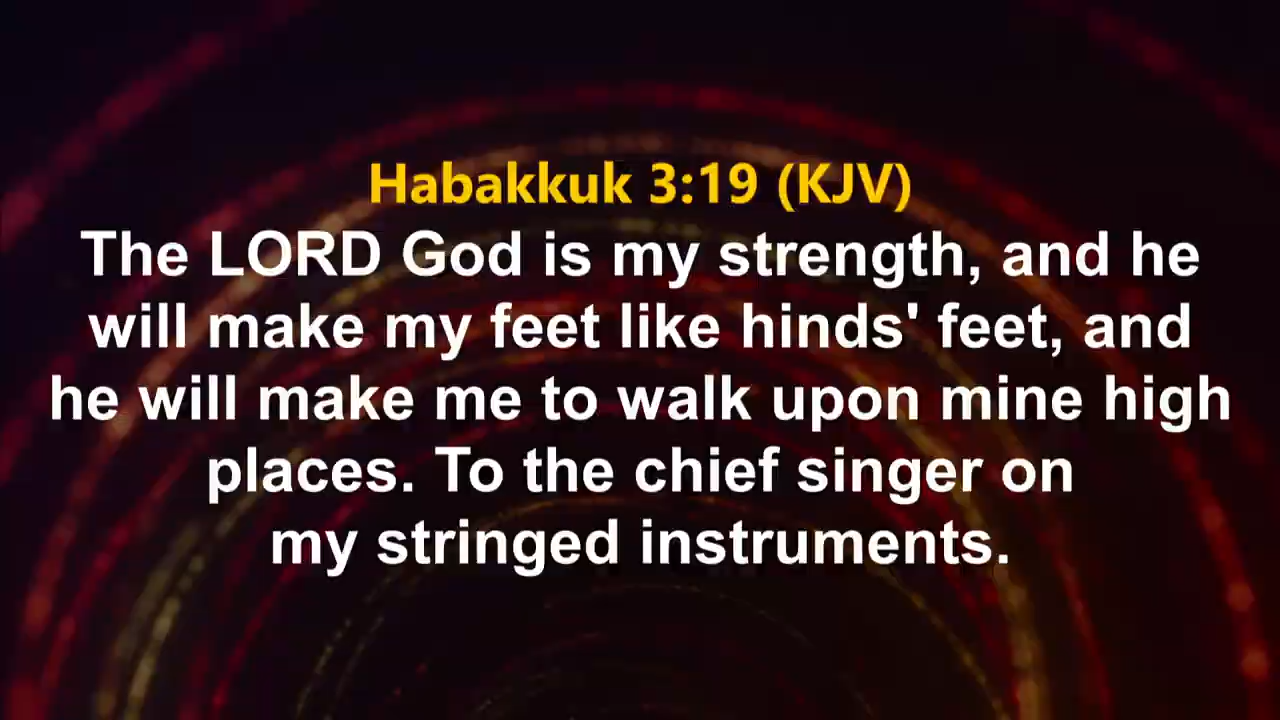 Habakkuk 3:19 (KJV)
The LORD God is my strength, and he
will make my feet like hinds' feet, and
he will make me to walk upon mine high
places. To the chief singer on
my stringed instruments.